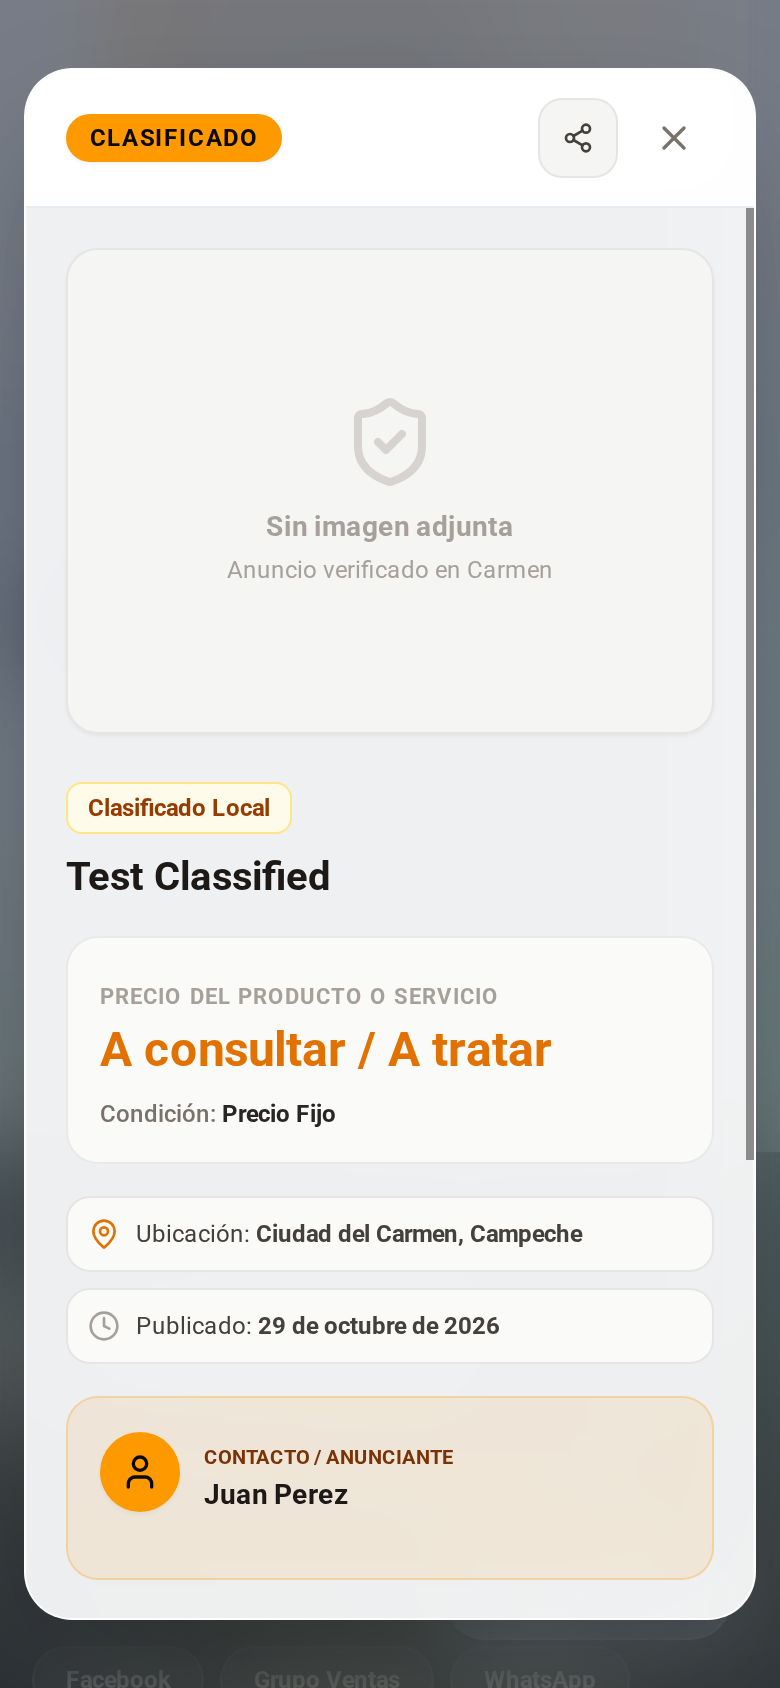 CLASIFICADO
Sin imagen adjunta
Anuncio verificado en Carmen
Clasificado Local
Test Classified
PRECIO DEL PRODUCTO O SERVICIO
A consultar / A tratar
Condición: Precio Fijo
Ubicación: Ciudad del Carmen, Campeche
Publicado: 29 de octubre de 2026
CONTACTO / ANUNCIANTE
Juan Perez
Facebook Grupo Ventas WhatsApp